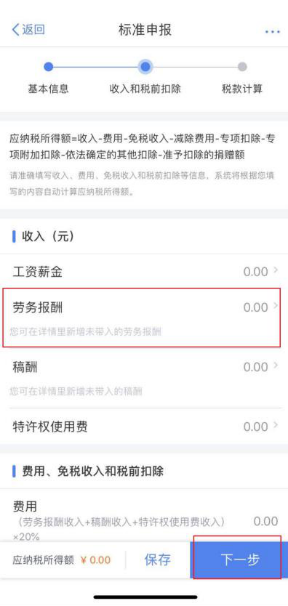 返回
标准申报
基本信息
收入和税前扣除
税款计算
应纳税所得额=收入-费用-免税收入-减除费用-专项扣除-专
项附加扣除-依法确定的其他扣除-准予扣除的捐赠额
请准确填写收入、费用、免税收入和税前扣除等信息。系统将根据您填
写的内容自动计算应纳税所得额。
收入（元）
工资薪金 0.00
劳务报酬 0.00
您可在详情里新增未带入的劳务报酬
稿酬 0.00
您可在详情里新增未带入的稿酬
特许权使用费 0.00
费用、免税收入和税前扣除
费用
（劳务报酬收入+稿酬收入+特许权使用费收入） 0.00
×20%
应纳税所得额 ¥0.00 保存 下一步